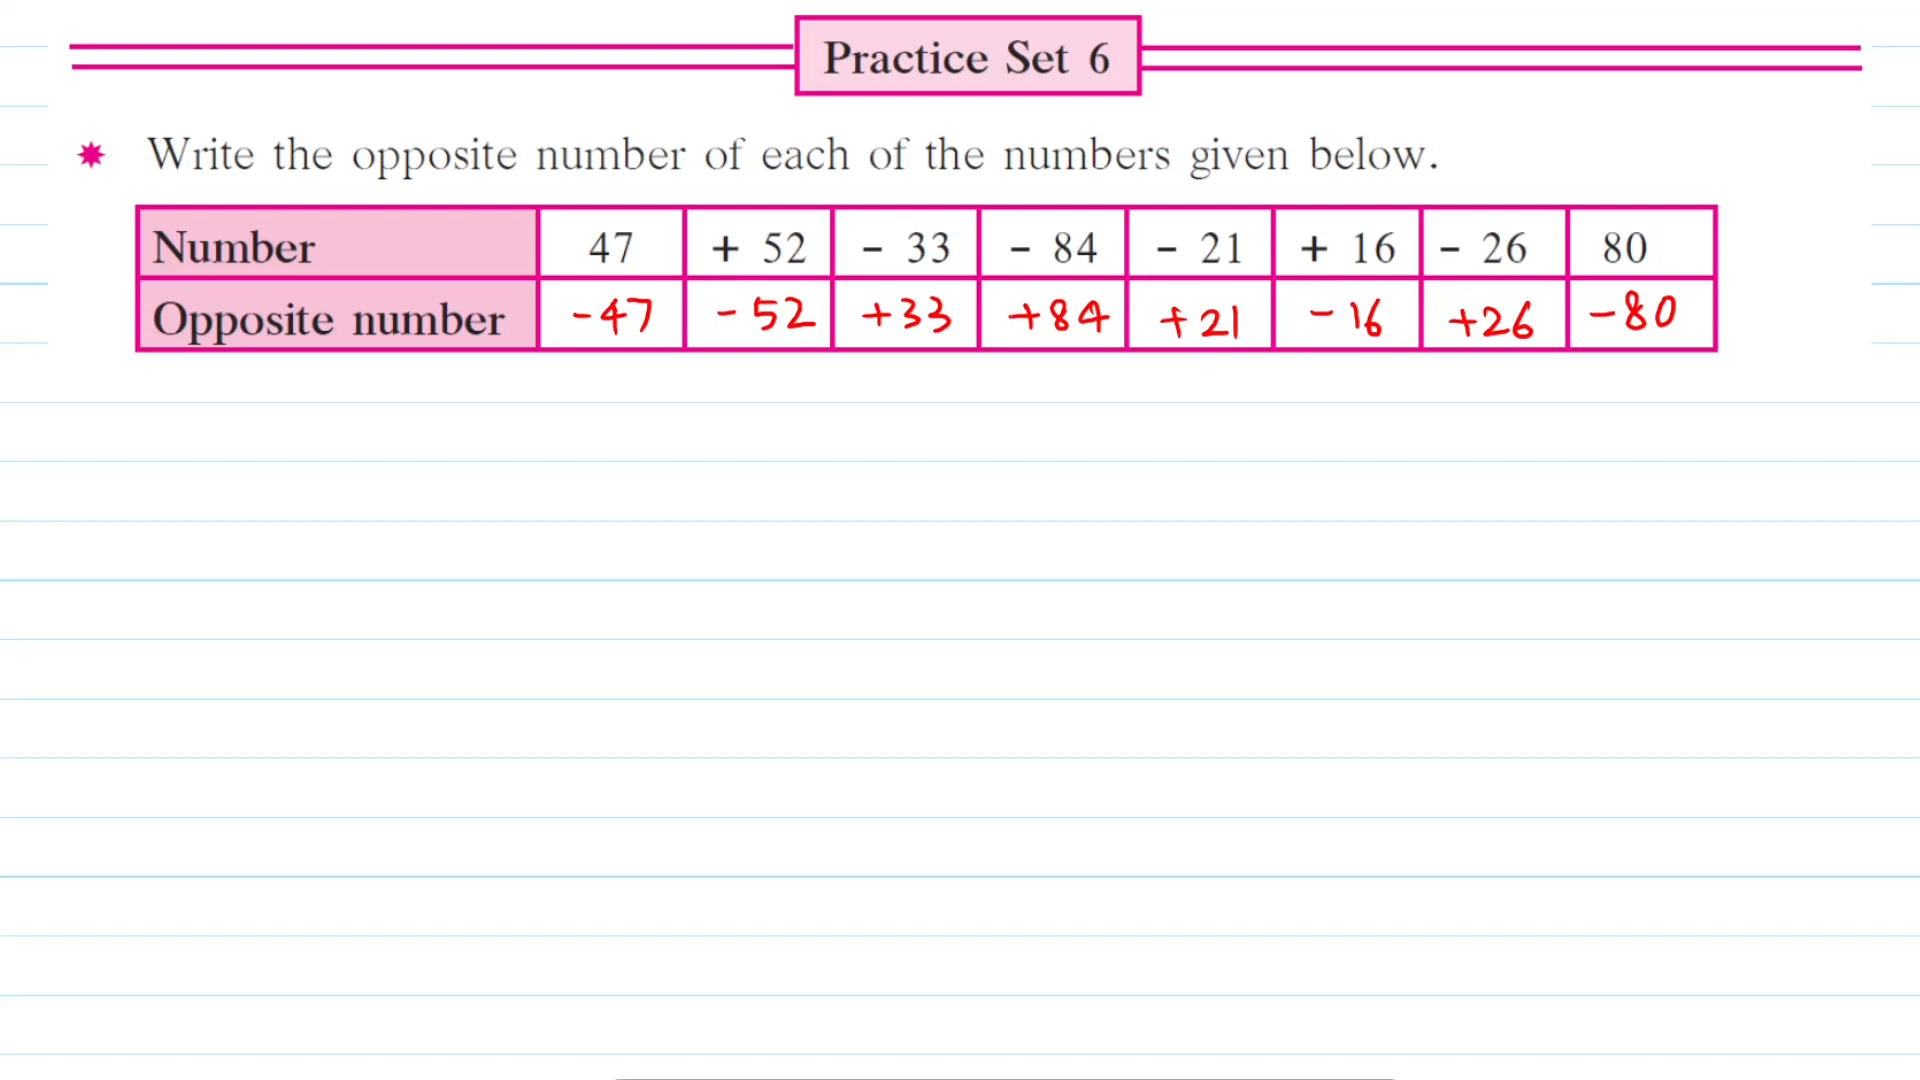 Practice Set 6
Write the opposite number of each of the numbers given below.
Number 47 + 52 - 33 - 84 - 21 + 16 - 26 80
Opposite number -47 - 52 +33 +84 +21 - 16 +26 -80